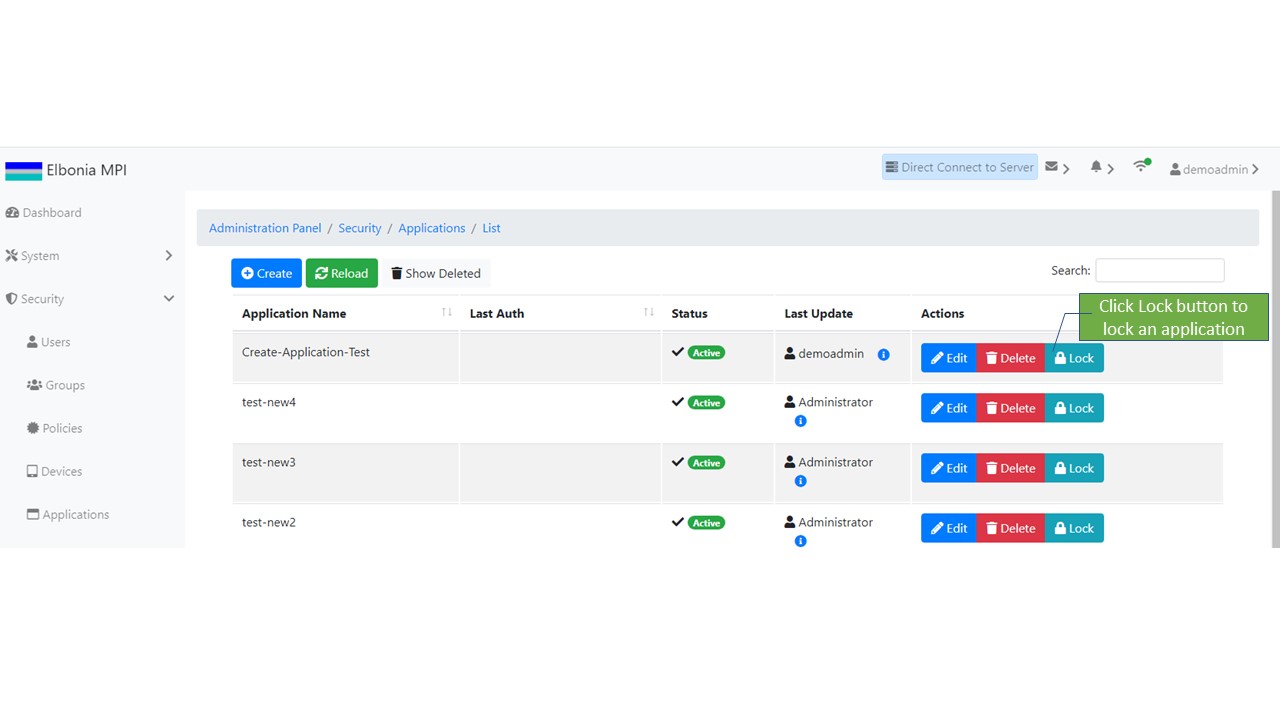 Elbonia MPI
Direct Connect to Server
demoadmin
Dashboard
System
Security
Users
Groups
Policies
Devices
Applications
Administration Panel / Security / Applications / List
Create Reload Show Deleted
Search:
Click Lock button to
lock an application
Application Name Last Auth Status Last Update Actions
Create-Application-Test Active demoadmin Edit Delete Lock
test-new4 Active Administrator Edit Delete Lock
test-new3 Active Administrator Edit Delete Lock
test-new2 Active Administrator Edit Delete Lock